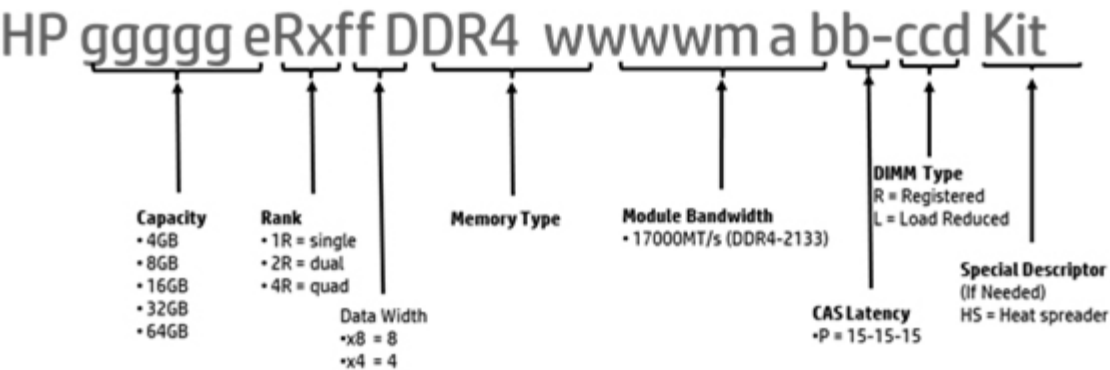 HP ggggg eRxff DDR4 wwwwm a bb-ccd Kit
Capacity
• 4GB
• 8GB
• 16GB
• 32GB
• 64GB
Rank
• 1R = single
• 2R = dual
• 4R = quad
Data Width
•x8 = 8
•x4 = 4
Memory Type
Module Bandwidth
• 17000MT/s (DDR4-2133)
CAS Latency
•P = 15-15-15
DIMM Type
R = Registered
L = Load Reduced
Special Descriptor
(If Needed)
HS = Heat spreader